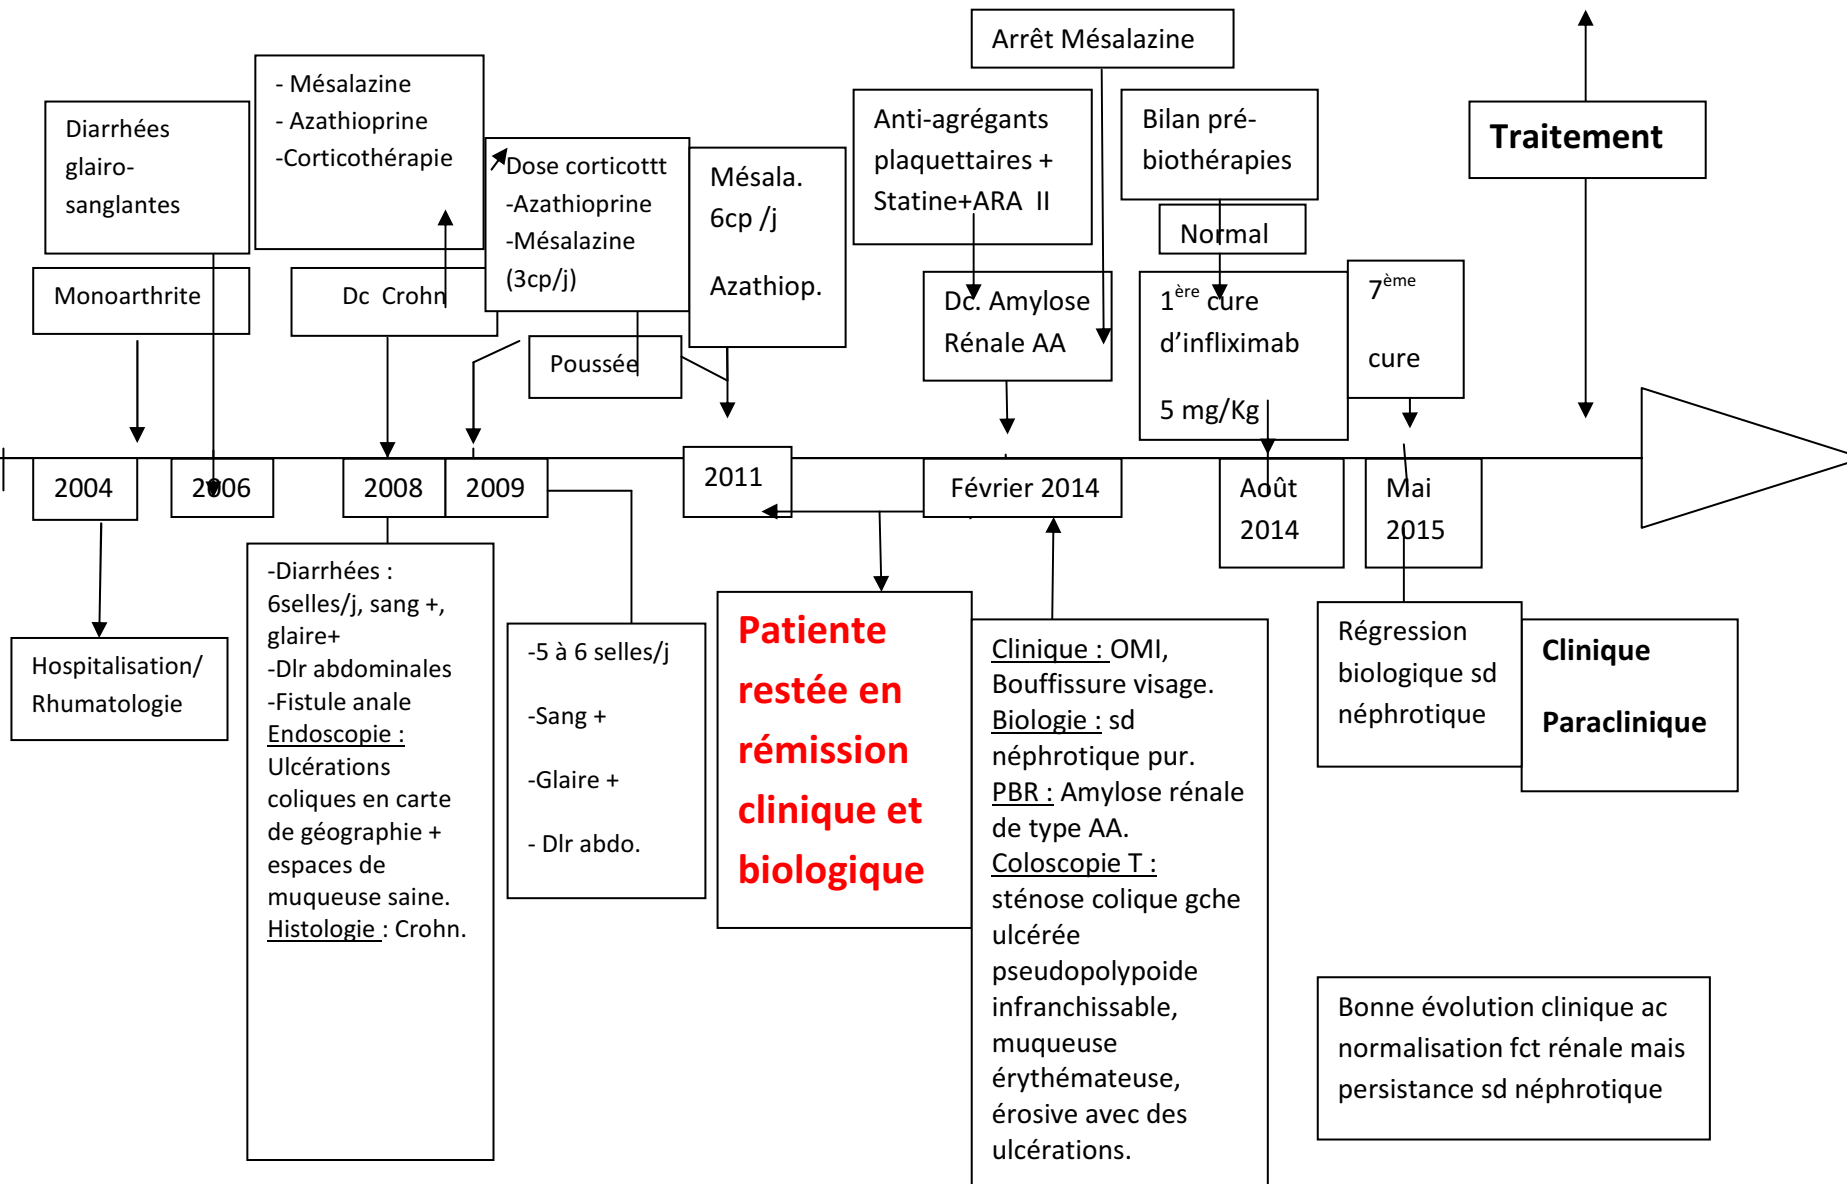 Arrêt Mésalazine
- Mésalazine
- Azathioprine
-Corticothérapie
Diarrhées
glairo-
sanglantes
Dose corticottt
-Azathioprine
-Mésalazine
(3cp/j)
Mésala.
6cp /j
Azathiop.
Anti-agrégants
plaquettaires +
Statine+ARA II
Bilan pré-
biothérapies
Normal
Traitement
Monoarthrite
Dc Crohn
Poussée
Dc. Amylose
Rénale AA
1ère cure
d'infliximab
5 mg/Kg
7ème
cure
2004
2006
2008
2009
2011
Février 2014
Août
2014
Mai
2015
Hospitalisation/
Rhumatologie
-Diarrhées :
6selles/j, sang +,
glaire+
-Dlr abdominales
-Fistule anale
Endoscopie :
Ulcérations
coliques en carte
de géographie +
espaces de
muqueuse saine.
Histologie : Crohn.
-5 à 6 selles/j
-Sang +
-Glaire +
- Dlr abdo.
Patiente
restée en
rémission
clinique et
biologique
Clinique : OMI,
Bouffissure visage.
Biologie : sd
néphrotique pur.
PBR : Amylose rénale
de type AA.
Coloscopie T :
sténose colique gche
ulcérée
pseudopolypoide
infranchissable,
muqueuse
érythémateuse,
érosive avec des
ulcérations.
Régression
biologique sd
néphrotique
Clinique
Paraclinique
Bonne évolution clinique ac
normalisation fct rénale mais
persistance sd néphrotique